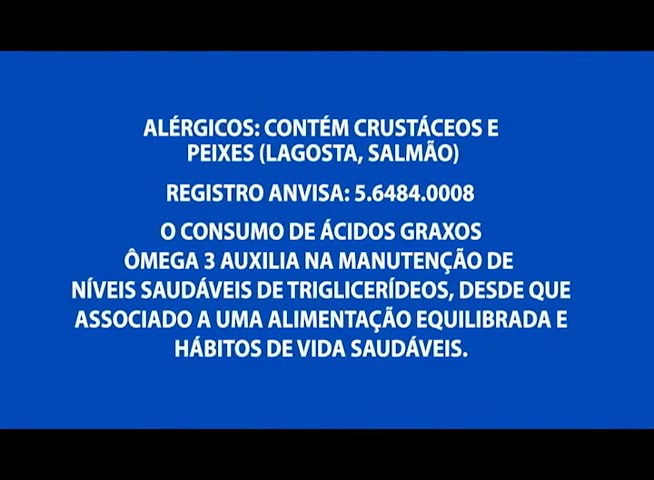 ALÉRGICOS: CONTÉM CRUSTÁCEOS E
PEIXES (LAGOSTA, SALMÃO)
REGISTRO ANVISA: 5.6484.0008
O CONSUMO DE ÁCIDOS GRAXOS
ÔMEGA 3 AUXILIA NA MANUTENÇÃO DE
NÍVEIS SAUDÁVEIS DE TRIGLICERÍDEOS, DESDE QUE
ASSOCIADO A UMA ALIMENTAÇÃO EQUILIBRADA E
HÁBITOS DE VIDA SAUDÁVEIS.